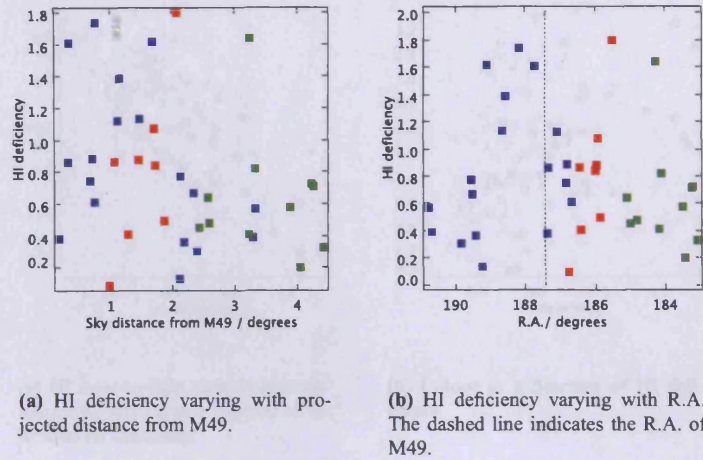 1.8
1.6
1.4
1.2
1.0
0.8
0.6
0.4
0.2
HI deficiency
1 2 3 4
Sky distance from M49 / degrees
2.0
1.8
1.6
1.4
1.2
1.0
0.8
0.6
0.4
0.2
0.0
HI deficiency
190 188 186 184
R.A./ degrees
(a) HI deficiency varying with pro-
jected distance from M49.
(b) HI deficiency varying with R.A.
The dashed line indicates the R.A. of
M49.